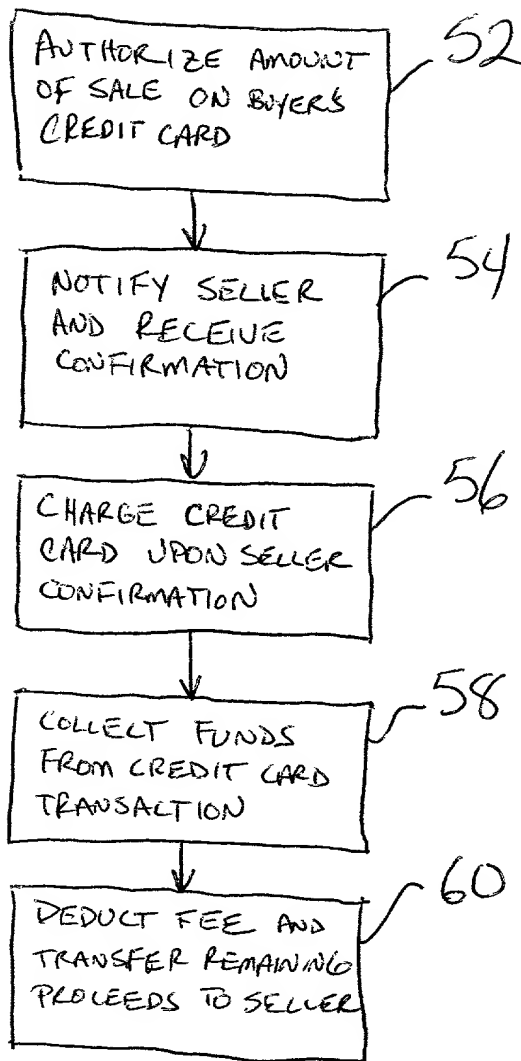 AUTHORIZE AMOUNT
OF SALE ON BUYER'S
CREDIT CARD
52
NOTIFY SELLER
AND RECEIVE
CONFIRMATION
54
CHARGE CREDIT
CARD UPON SELLER
CONFIRMATION
56
COLLECT FUNDS
FROM CREDIT CARD
TRANSACTION
58
DEDUCT FEE AND
TRANSFER REMAINING
PROCEEDS TO SELLER
60